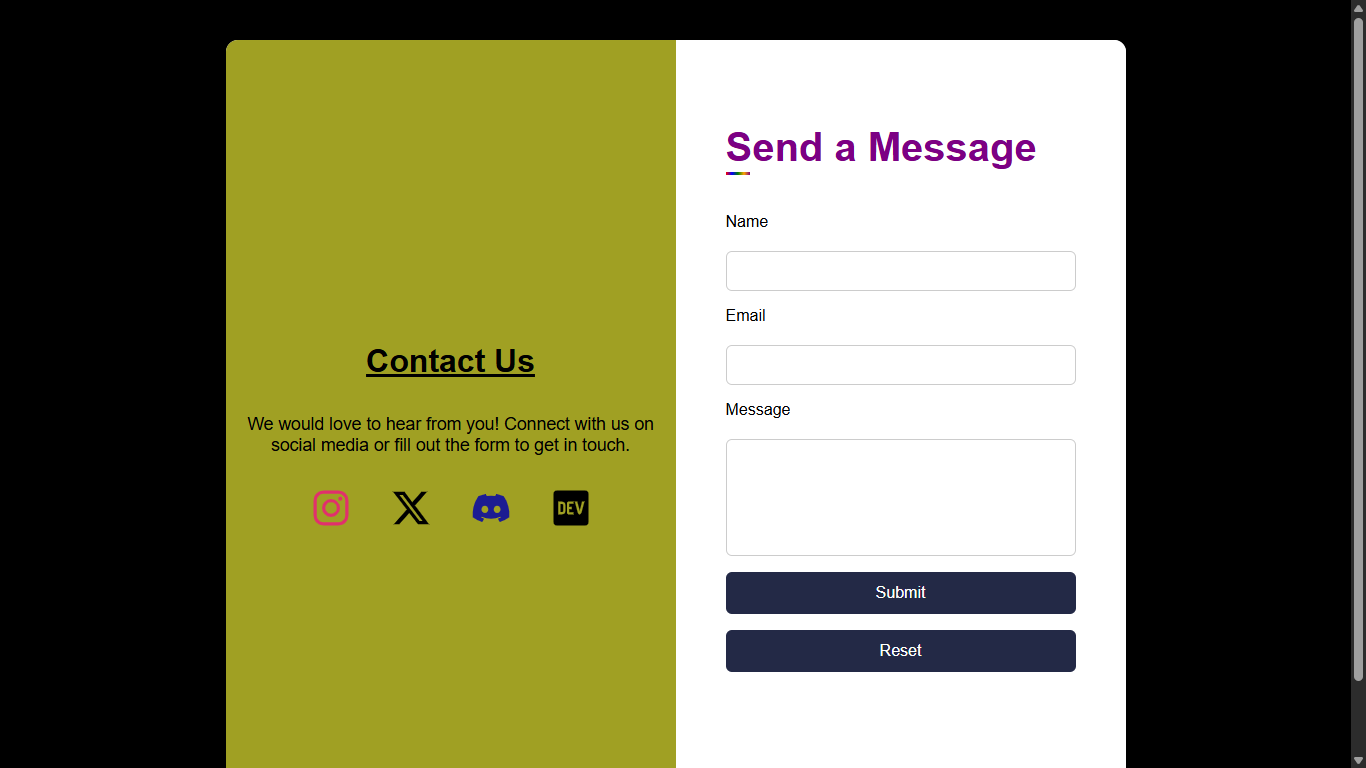 Contact Us
We would love to hear from you! Connect with us on
social media or fill out the form to get in touch.
DEV
Send a Message
Name
Email
Message
Submit
Reset